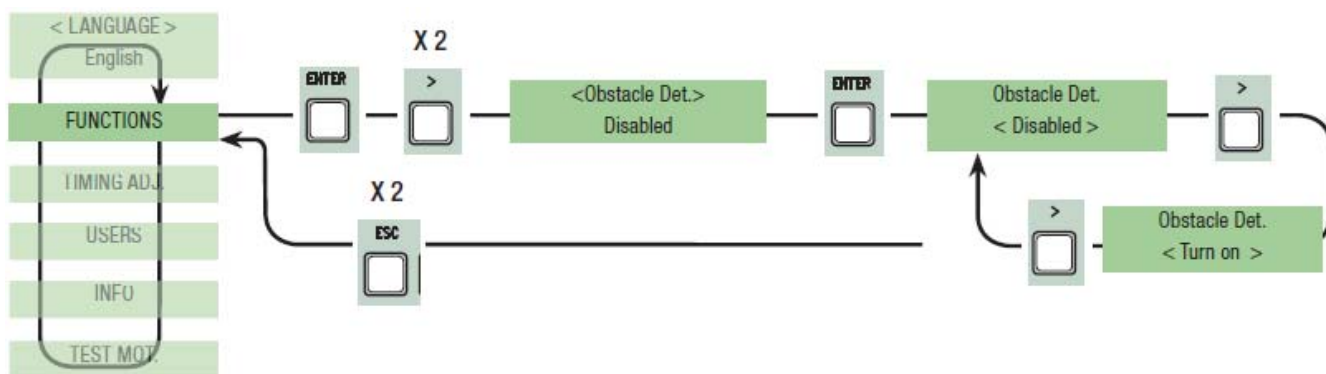 < LANGUAGE >
English
FUNCTIONS
TIMING ADJ.
USERS
INFO
TEST MOT.
ENTER
X 2
>
<Obstacle Det.>
Disabled
ENTER
Obstacle Det.
< Disabled >
>
Obstacle Det.
< Turn on >
>
X 2
ESC